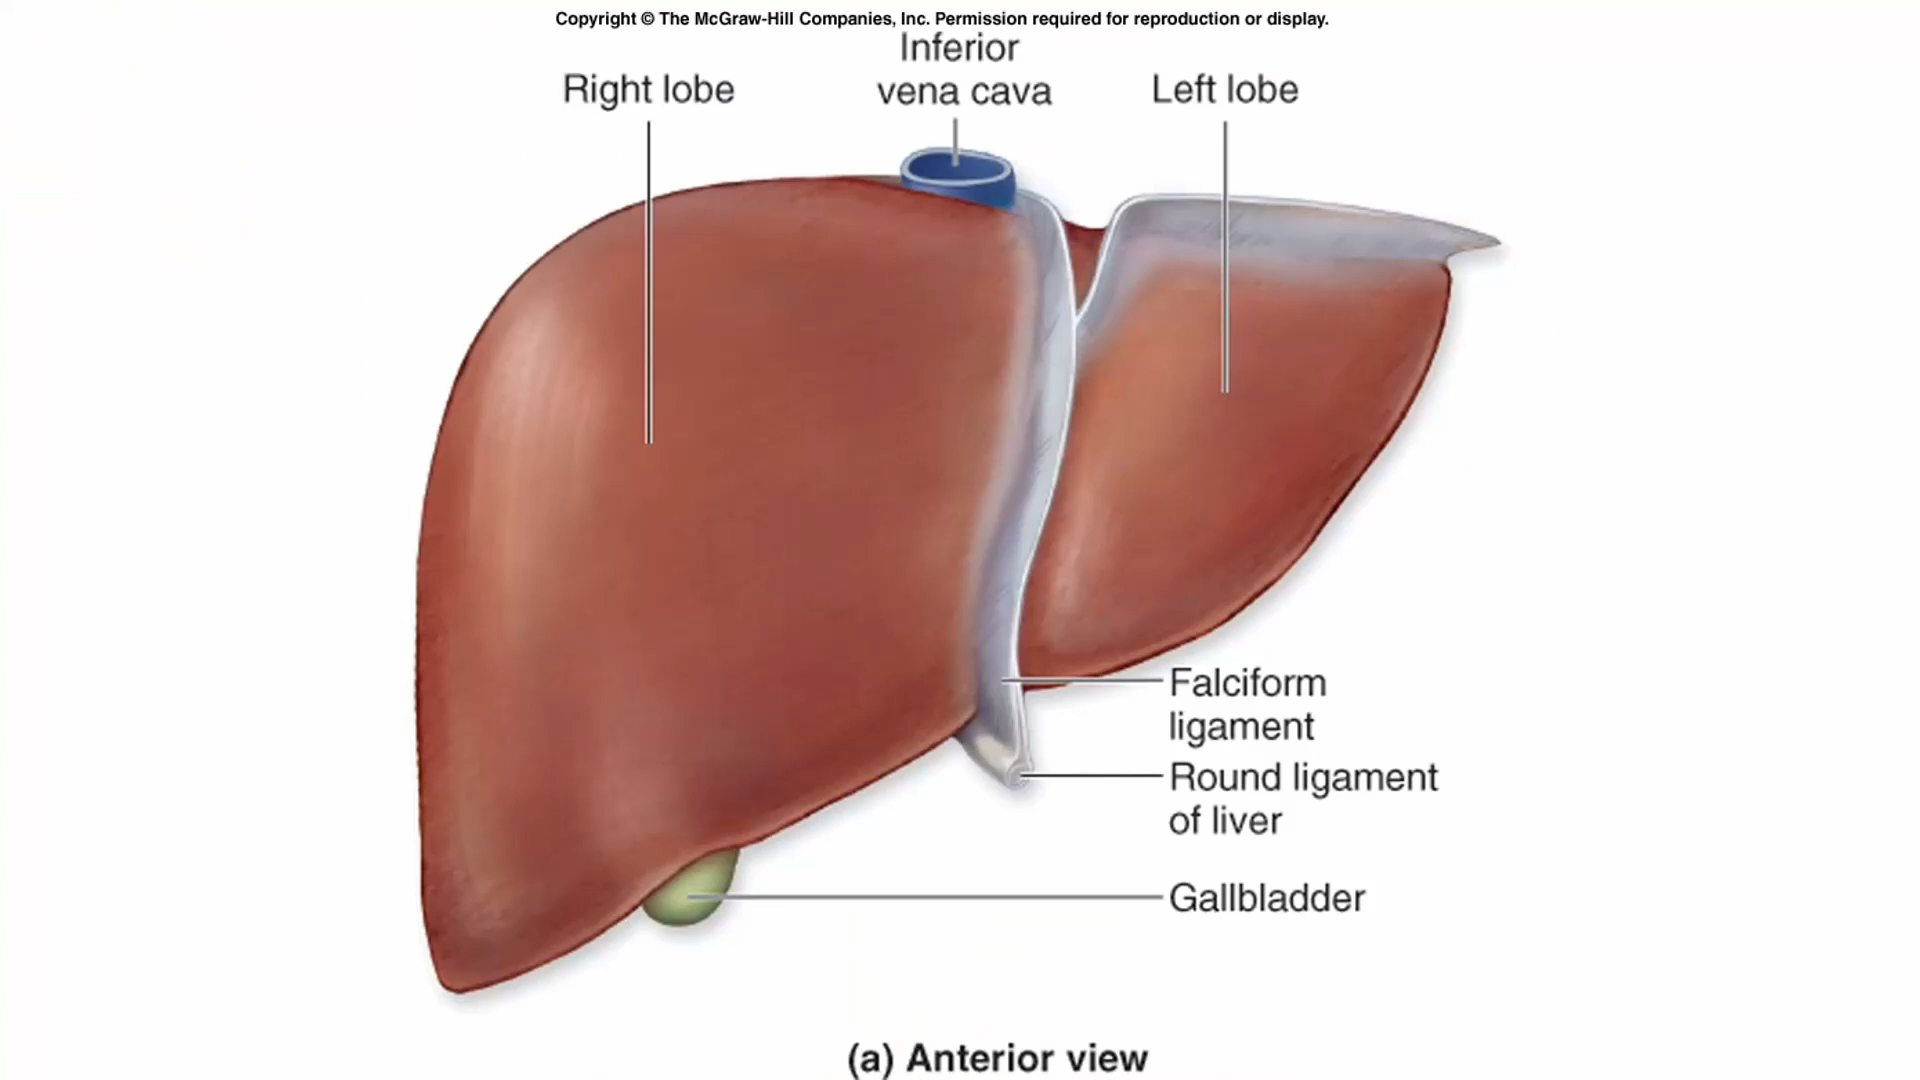 Copyright © The McGraw-Hill Companies, Inc. Permission required for reproduction or display.
Inferior
vena cava
Right lobe
Left lobe
Falciform
ligament
Round ligament
of liver
Gallbladder
(a) Anterior view